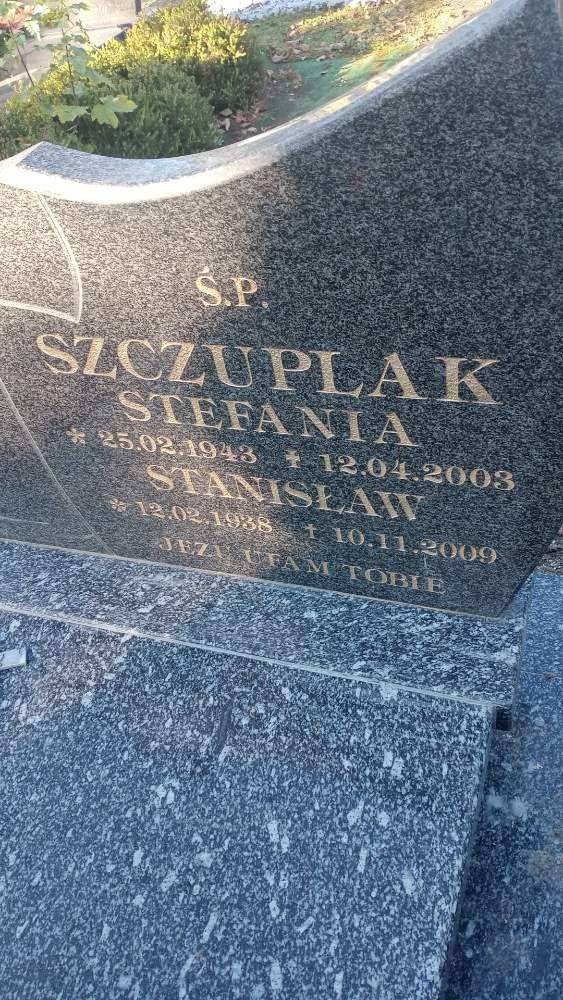 Ś.P.
SZCZUPLAK
STEFANIA
* 25.02.1943 ✝ 12.04.2003
STANISŁAW
* 12.02.1938 † 10.11.2009
JEZU UFAM TOBIE